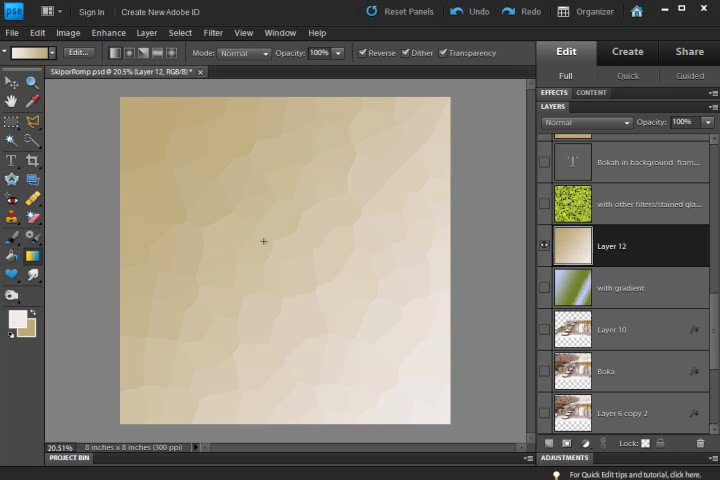 pse Sign In Create New Adobe ID Reset Panels Undo Redo Organizer
File Edit Image Enhance Layer Select Filter View Window Help
Edit... Mode: Normal Opacity: 100% Reverse Dither Transparency
Edit Create Share
SkiporRomp.psd @ 20.5% (Layer 12, RGB/8) * ×
Full Quick Guided
EFFECTS CONTENT
LAYERS
Normal Opacity: 100%
T Bokah in background fram...
with other filters/stained gla...
Layer 12
with gradient
Layer 10 fx
Boka fx
Layer 6 copy 2 fx
Lock:
20.51% 8 inches x 8 inches (300 ppi)
PROJECT BIN
ADJUSTMENTS
For Quick Edit tips and tutorial, click here.